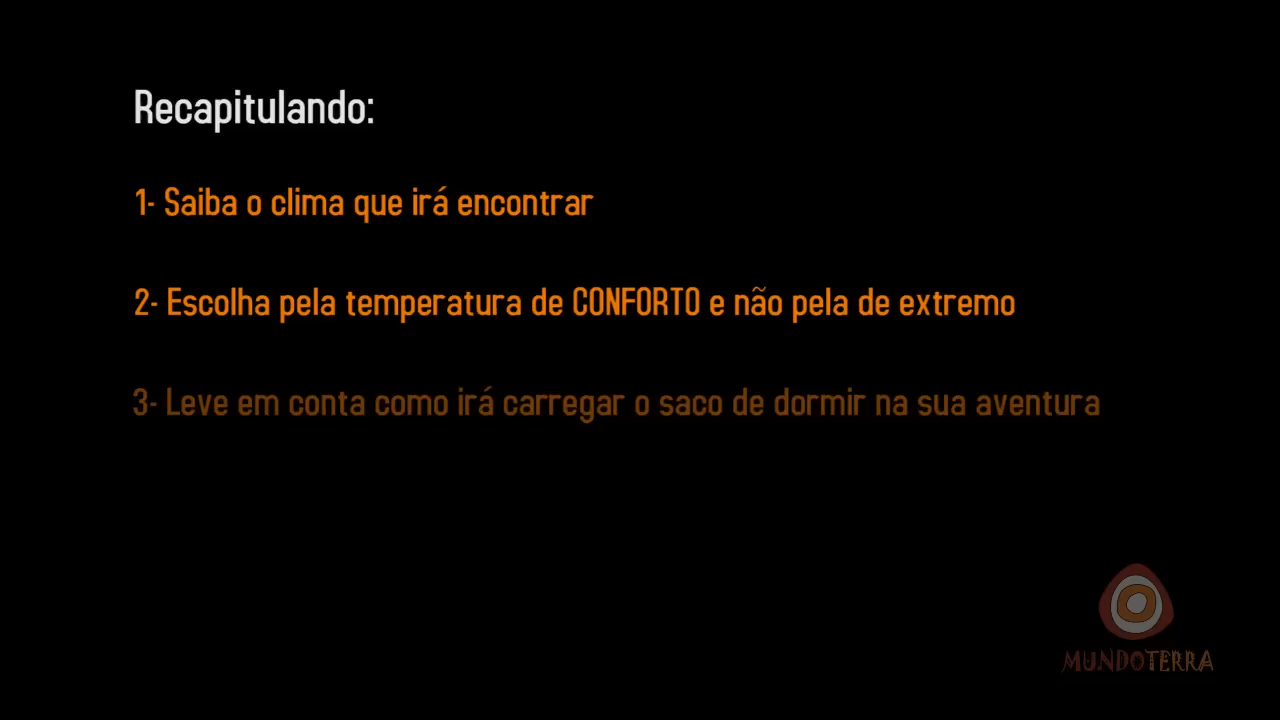 Recapitulando:
1- Saiba o clima que irá encontrar
2- Escolha pela temperatura de CONFORTO e não pela de extremo
3- Leve em conta como irá carregar o saco de dormir na sua aventura
MUNDOTERRA